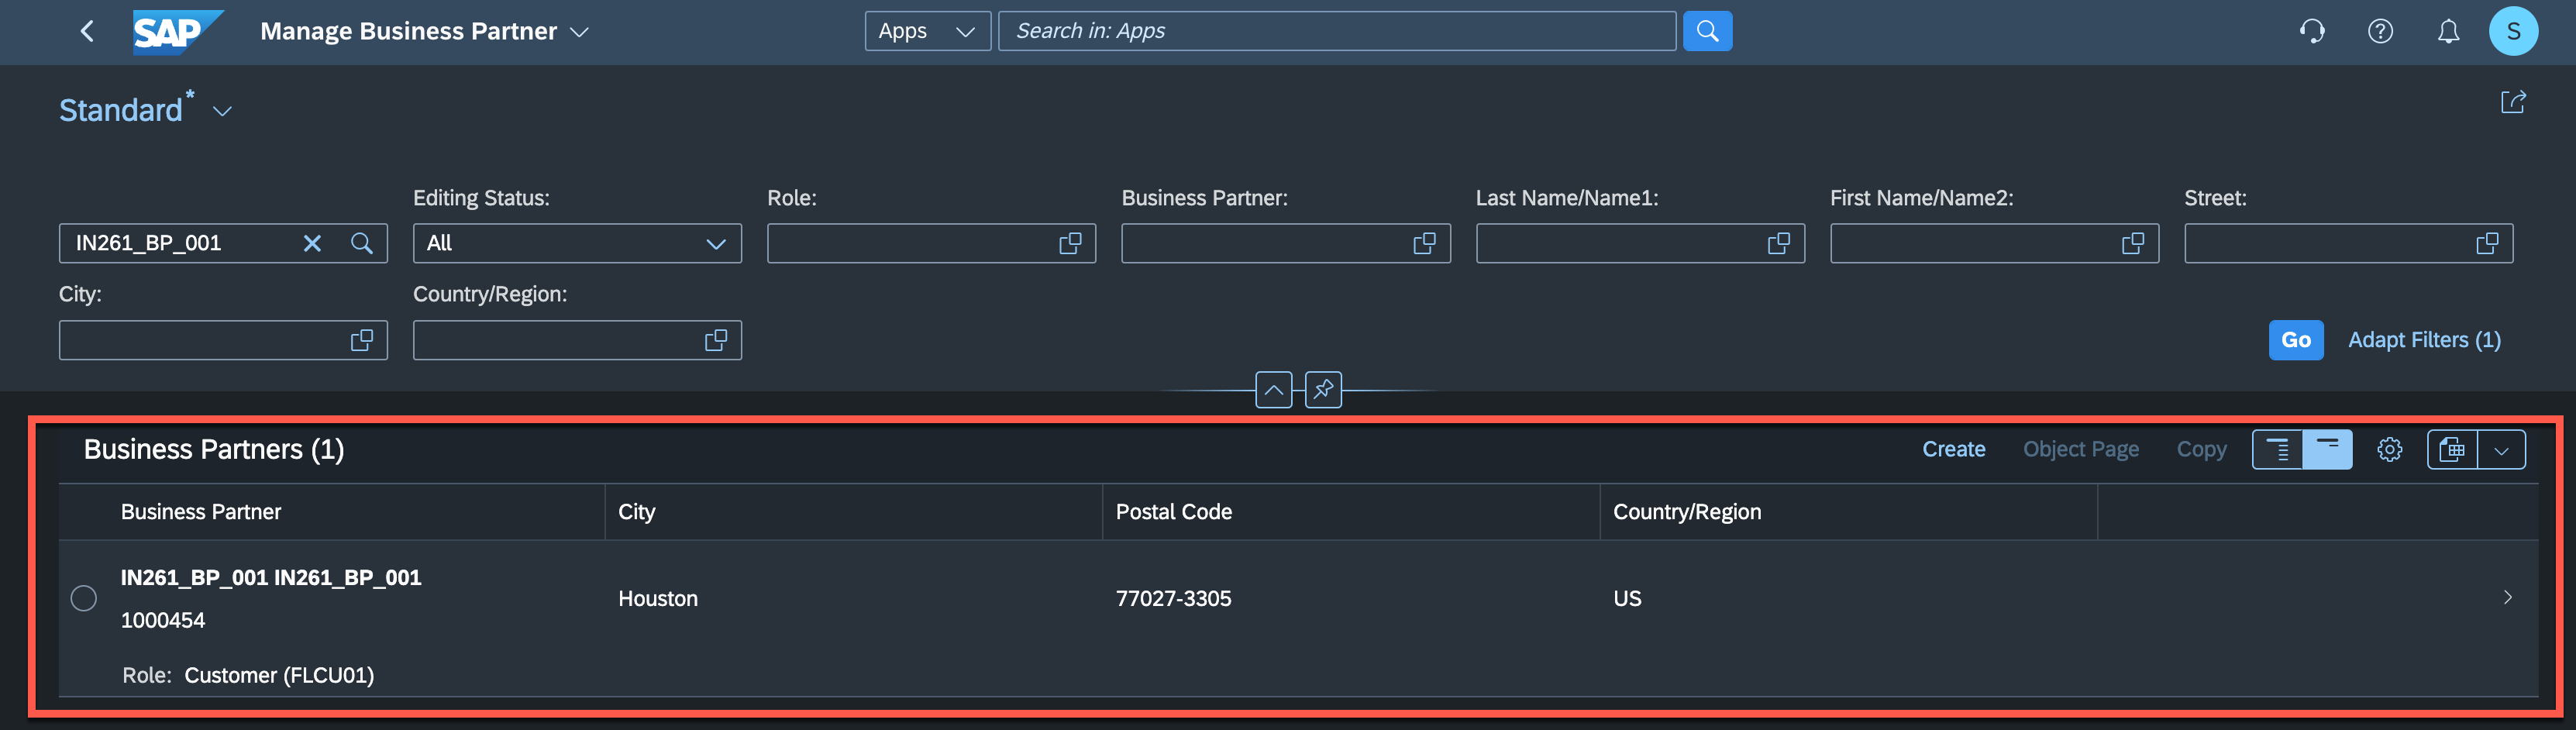 SAP Manage Business Partner Apps Search in: Apps S
Standard *
Editing Status: Role: Business Partner: Last Name/Name1: First Name/Name2: Street:
IN261_BP_001 All
City: Country/Region:
Go Adapt Filters (1)
Business Partners (1) Create Object Page Copy
Business Partner City Postal Code Country/Region
IN261_BP_001 IN261_BP_001
1000454
Houston 77027-3305 US
Role: Customer (FLCU01)